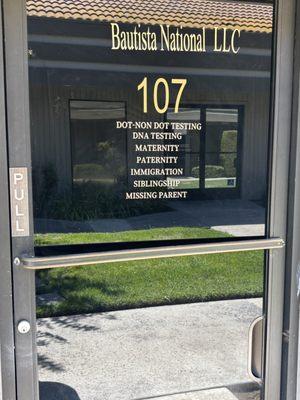 Bautista National LLC
107
DOT-NON DOT TESTING
DNA TESTING
MATERNITY
PATERNITY
IMMIGRATION
SIBLINGSHIP
MISSING PARENT
PULL